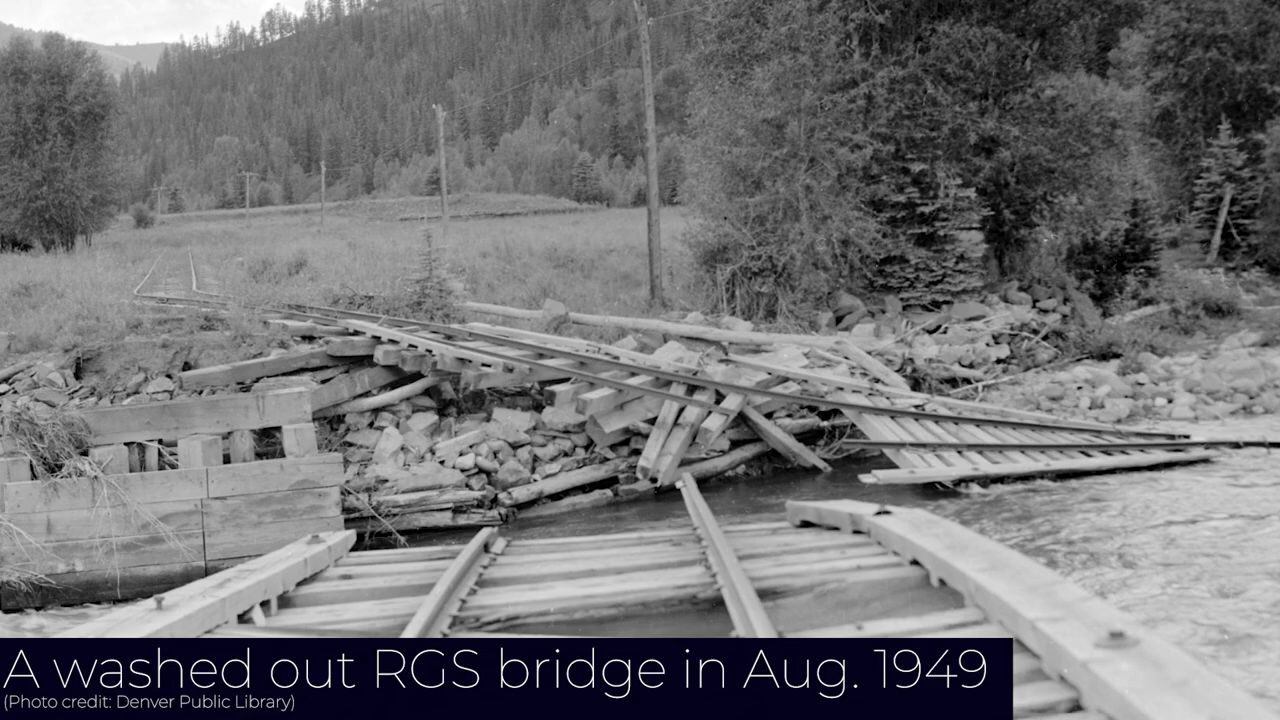 A washed out RGS bridge in Aug. 1949
(Photo credit: Denver Public Library)